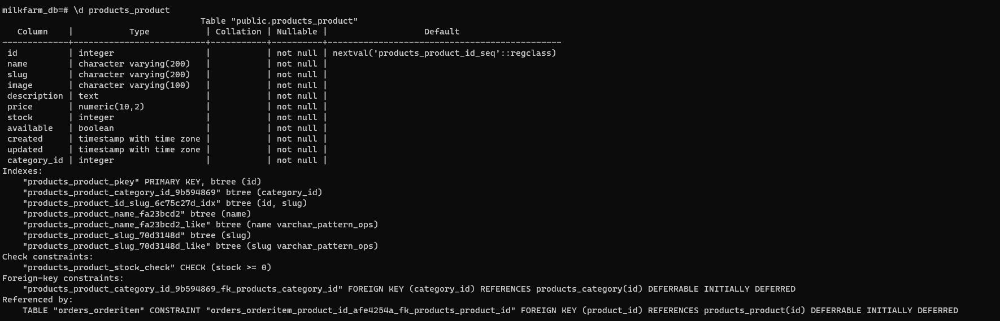 milkfarm_db=# \d products_product
                                       Table "public.products_product"
   Column    |           Type           | Collation | Nullable |                   Default
-------------+--------------------------+-----------+----------+----------------------------------------------
 id          | integer                  |           | not null | nextval('products_product_id_seq'::regclass)
 name        | character varying(200)   |           | not null |
 slug        | character varying(200)   |           | not null |
 image       | character varying(100)   |           | not null |
 description | text                     |           | not null |
 price       | numeric(10,2)            |           | not null |
 stock       | integer                  |           | not null |
 available   | boolean                  |           | not null |
 created     | timestamp with time zone |           | not null |
 updated     | timestamp with time zone |           | not null |
 category_id | integer                  |           | not null |
Indexes:
    "products_product_pkey" PRIMARY KEY, btree (id)
    "products_product_category_id_9b594869" btree (category_id)
    "products_product_id_slug_6c75c27d_idx" btree (id, slug)
    "products_product_name_fa23bcd2" btree (name)
    "products_product_name_fa23bcd2_like" btree (name varchar_pattern_ops)
    "products_product_slug_70d3148d" btree (slug)
    "products_product_slug_70d3148d_like" btree (slug varchar_pattern_ops)
Check constraints:
    "products_product_stock_check" CHECK (stock >= 0)
Foreign-key constraints:
    "products_product_category_id_9b594869_fk_products_category_id" FOREIGN KEY (category_id) REFERENCES products_category(id) DEFERRABLE INITIALLY DEFERRED
Referenced by:
    TABLE "orders_orderitem" CONSTRAINT "orders_orderitem_product_id_afe4254a_fk_products_product_id" FOREIGN KEY (product_id) REFERENCES products_product(id) DEFERRABLE INITIALLY DEFERRED